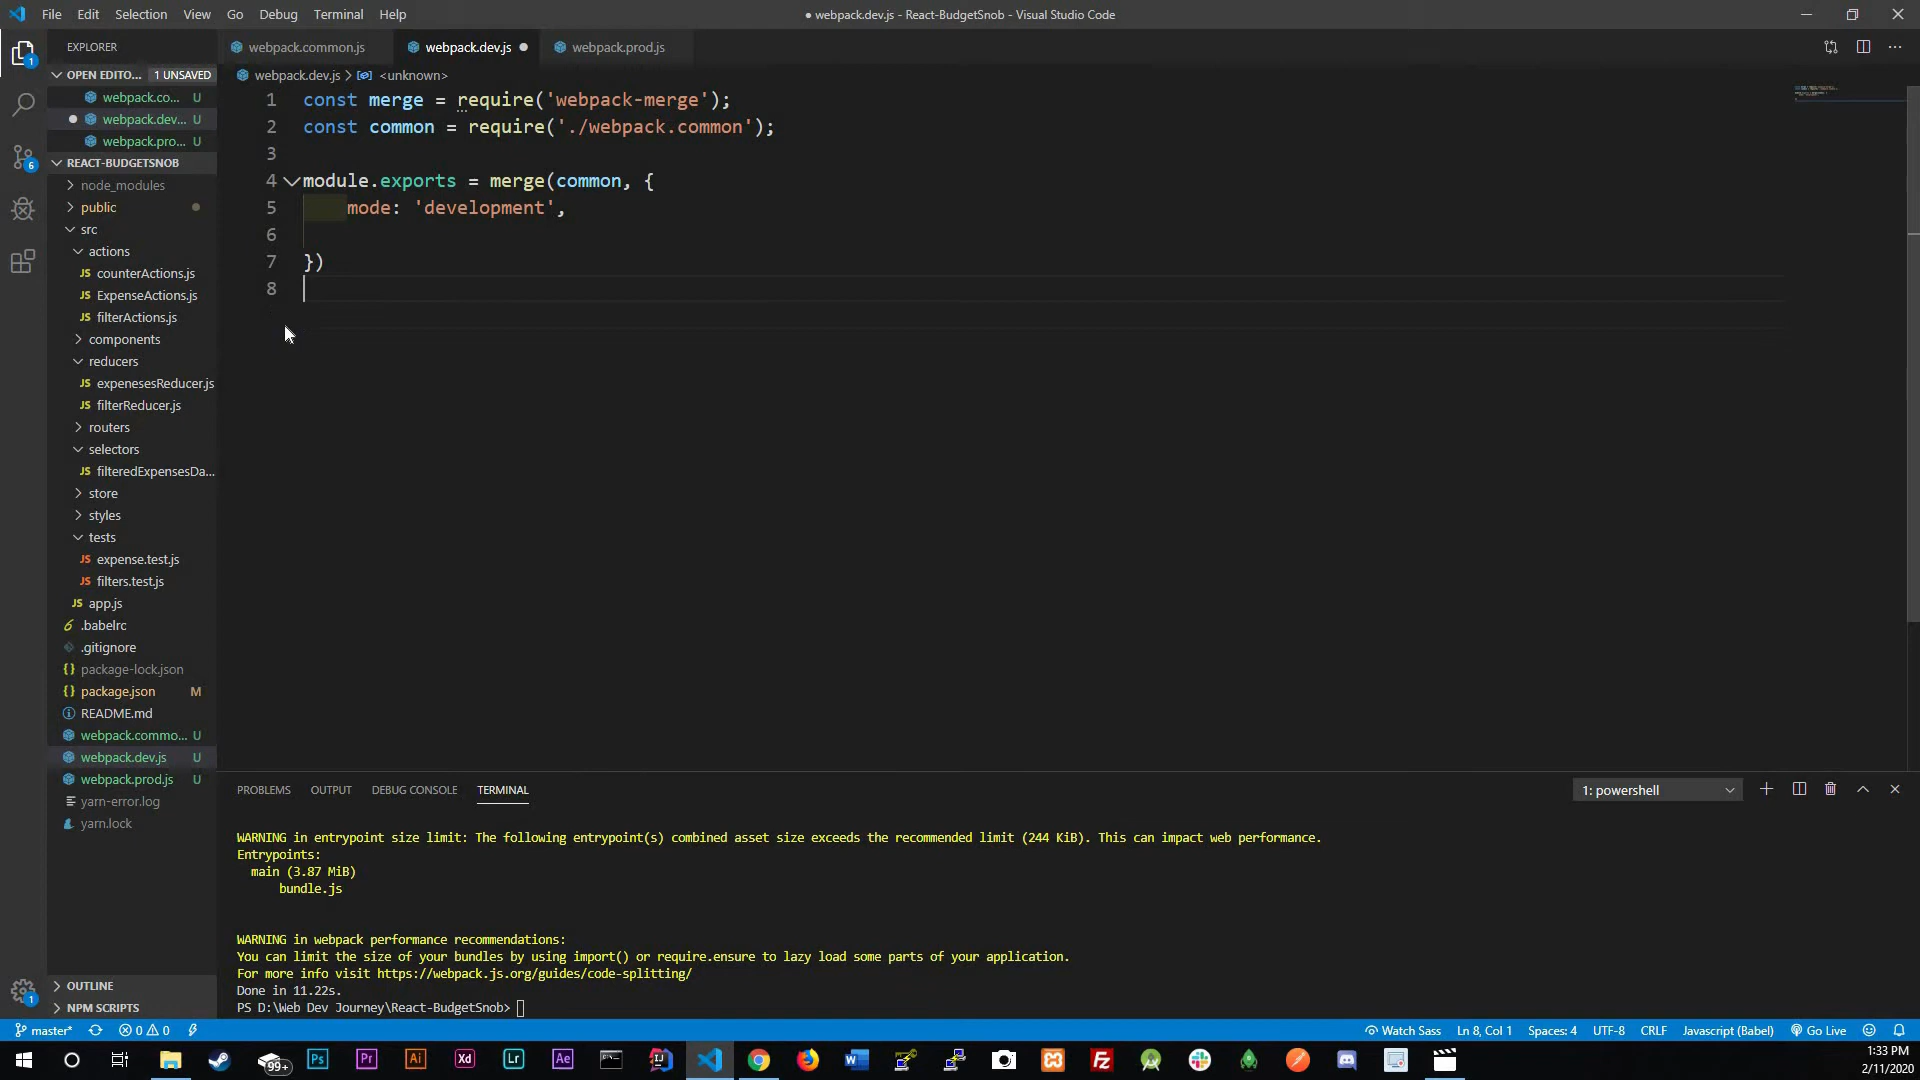 File Edit Selection View Go Debug Terminal Help
● webpack.dev.js - React-BudgetSnob - Visual Studio Code
EXPLORER
webpack.common.js webpack.dev.js webpack.prod.js
OPEN EDITO... 1 UNSAVED
webpack.co... U
webpack.dev... U
webpack.pro... U
REACT-BUDGETSNOB
node_modules
public
src
actions
counterActions.js
ExpenseActions.js
filterActions.js
components
reducers
expenesesReducer.js
filterReducer.js
routers
selectors
filteredExpensesDa...
store
styles
tests
expense.test.js
filters.test.js
app.js
.babelrc
.gitignore
package-lock.json
package.json M
README.md
webpack.commo... U
webpack.dev.js U
webpack.prod.js U
yarn-error.log
yarn.lock
OUTLINE
NPM SCRIPTS
webpack.dev.js > <unknown>
1 const merge = require('webpack-merge');
2 const common = require('./webpack.common');
3
4 module.exports = merge(common, {
5 mode: 'development',
6
7 })
8
PROBLEMS OUTPUT DEBUG CONSOLE TERMINAL
1: powershell
WARNING in entrypoint size limit: The following entrypoint(s) combined asset size exceeds the recommended limit (244 KiB). This can impact web performance.
Entrypoints:
main (3.87 MiB)
bundle.js
WARNING in webpack performance recommendations:
You can limit the size of your bundles by using import() or require.ensure to lazy load some parts of your application.
For more info visit https://webpack.js.org/guides/code-splitting/
Done in 11.22s.
PS D:\Web Dev Journey\React-BudgetSnob>
master* 0 0 Watch Sass Ln 8, Col 1 Spaces: 4 UTF-8 CRLF Javascript (Babel) Go Live
1
6
1
99+
Ps Pr Ai Xd Lr Ae
1:33 PM
2/11/2020